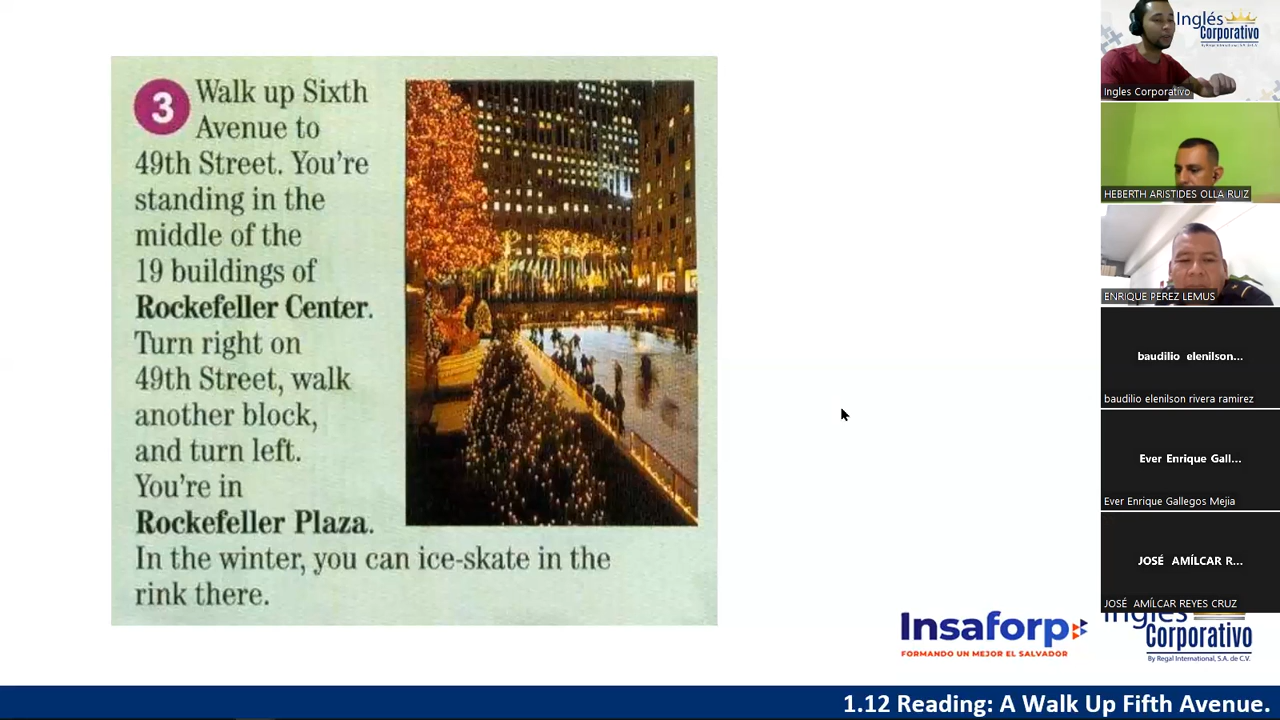 3 Walk up Sixth
Avenue to
49th Street. You're
standing in the
middle of the
19 buildings of
Rockefeller Center.
Turn right on
49th Street, walk
another block,
and turn left.
You're in
Rockefeller Plaza.
In the winter, you can ice-skate in the
rink there.
Insaforp
FORMANDO UN MEJOR EL SALVADOR
Inglés
Corporativo
By Regal International, S.A. de C.V.
1.12 Reading: A Walk Up Fifth Avenue.
Inglés
Corporativo
By Regal International, S.A. de C.V.
Ingles Corporativo
HEBERTH ARISTIDES OLLA RUIZ
ENRIQUE PEREZ LEMUS
baudilio elenilson...
baudilio elenilson rivera ramirez
Ever Enrique Gall...
Ever Enrique Gallegos Mejia
JOSÉ AMÍLCAR R...
JOSÉ AMÍLCAR REYES CRUZ